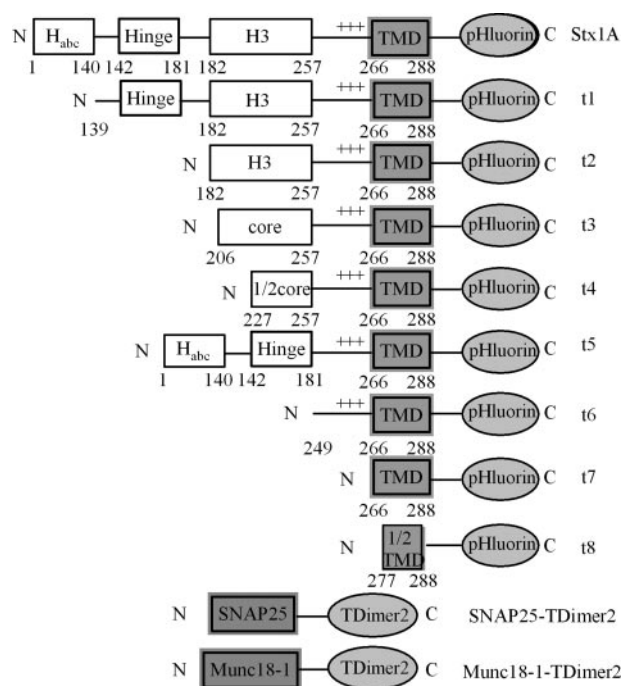 N H_abc Hinge H3 +++ TMD pHluorin C Stx1A
1 140 142 181 182 257 266 288
N Hinge H3 +++ TMD pHluorin C t1
139 182 257 266 288
N H3 +++ TMD pHluorin C t2
182 257 266 288
N core +++ TMD pHluorin C t3
206 257 266 288
N 1/2core +++ TMD pHluorin C t4
227 257 266 288
N H_abc Hinge +++ TMD pHluorin C t5
1 140 142 181 266 288
N +++ TMD pHluorin C t6
249 266 288
N TMD pHluorin C t7
266 288
N 1/2 TMD pHluorin C t8
277 288
N SNAP25 TDimer2 C SNAP25-TDimer2
N Munc18-1 TDimer2 C Munc18-1-TDimer2